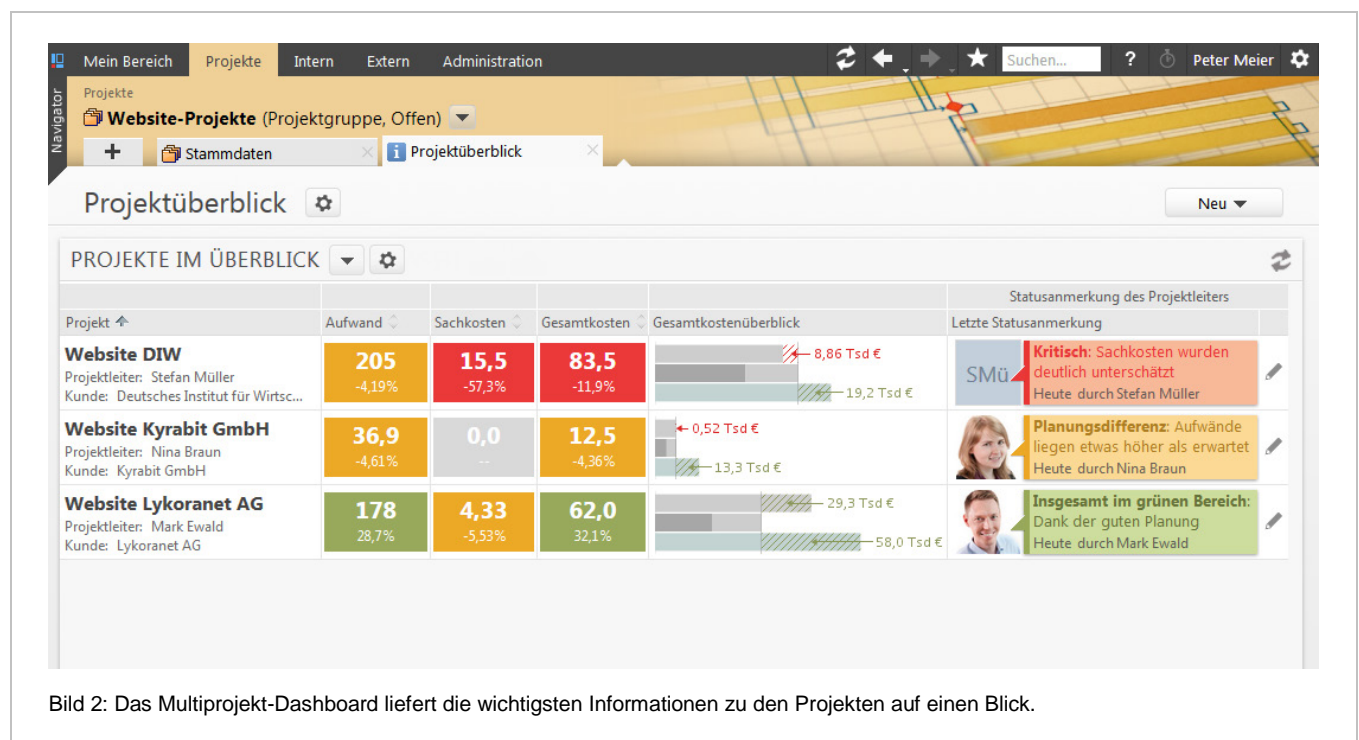 Mein Bereich Projekte Intern Extern Administration Suchen... ? Peter Meier
Navigator
Projekte
Website-Projekte (Projektgruppe, Offen)
+ Stammdaten Projektüberblick
Projektüberblick Neu
PROJEKTE IM ÜBERBLICK
Statusanmerkung des Projektleiters
Projekt Aufwand Sachkosten Gesamtkosten Gesamtkostenüberblick Letzte Statusanmerkung
Website DIW
Projektleiter: Stefan Müller
Kunde: Deutsches Institut für Wirtsc...
205
-4,19%
15,5
-57,3%
83,5
-11,9%
8,86 Tsd €
19,2 Tsd €
SMü
Kritisch: Sachkosten wurden
deutlich unterschätzt
Heute durch Stefan Müller
Website Kyrabit GmbH
Projektleiter: Nina Braun
Kunde: Kyrabit GmbH
36,9
-4,61%
0,0
--
12,5
-4,36%
0,52 Tsd €
13,3 Tsd €
Planungsdifferenz: Aufwände
liegen etwas höher als erwartet
Heute durch Nina Braun
Website Lykoranet AG
Projektleiter: Mark Ewald
Kunde: Lykoranet AG
178
28,7%
4,33
-5,53%
62,0
32,1%
29,3 Tsd €
58,0 Tsd €
Insgesamt im grünen Bereich:
Dank der guten Planung
Heute durch Mark Ewald
Bild 2: Das Multiprojekt-Dashboard liefert die wichtigsten Informationen zu den Projekten auf einen Blick.